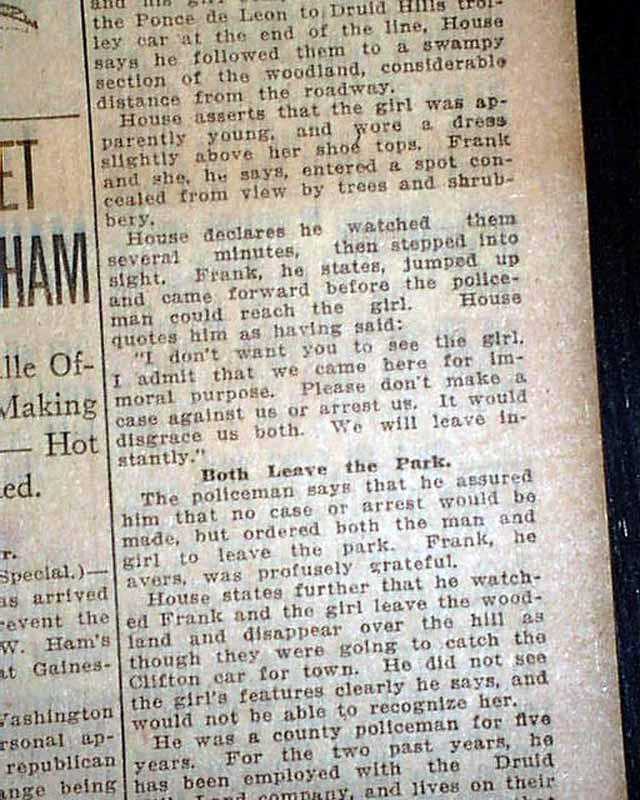 ET
HAM
Of-
Making
— Hot
ed.
r.
Special.)—
as arrived
revent the
W. Ham's
at Gaines-
Washington
rsonal ap-
republican
ange being
and his girl
the Ponce de Leon to Druid Hills trol-
ley car at the end of the line, House
says he followed them to a swampy
section of the woodland, considerable
distance from the roadway.
House asserts that the girl was ap-
parently young, and wore a dress
slightly above her shoe tops. Frank
and she, he says, entered a spot con-
cealed from view by trees and shrub-
bery.
House declares he watched them
several minutes, then stepped into
sight. Frank, he states, jumped up
and came forward before the police-
man could reach the girl. House
quotes him as having said:
"I don't want you to see the girl.
I admit that we came here for im-
moral purpose. Please don't make a
case against us or arrest us. It would
disgrace us both. We will leave in-
stantly."
Both Leave the Park.
The policeman says that he assured
him that no case or arrest would be
made, but ordered both the man and
girl to leave the park. Frank, he
avers, was profusely grateful.
House states further that he watch-
ed Frank and the girl leave the wood-
land and disappear over the hill as
though they were going to catch the
Clifton car for town. He did not see
the girl's features clearly he says, and
would not be able to recognize her.
He was a county policeman for five
years. For the two past years, he
has been employed with the Druid
Land company, and lives on their